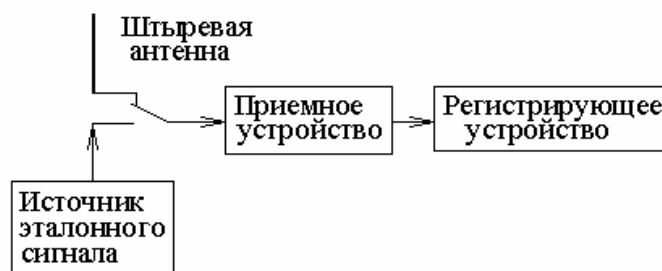 Штыревая
антенна
Приемное
устройство
Регистрирующее
устройство
Источник
эталонного
сигнала